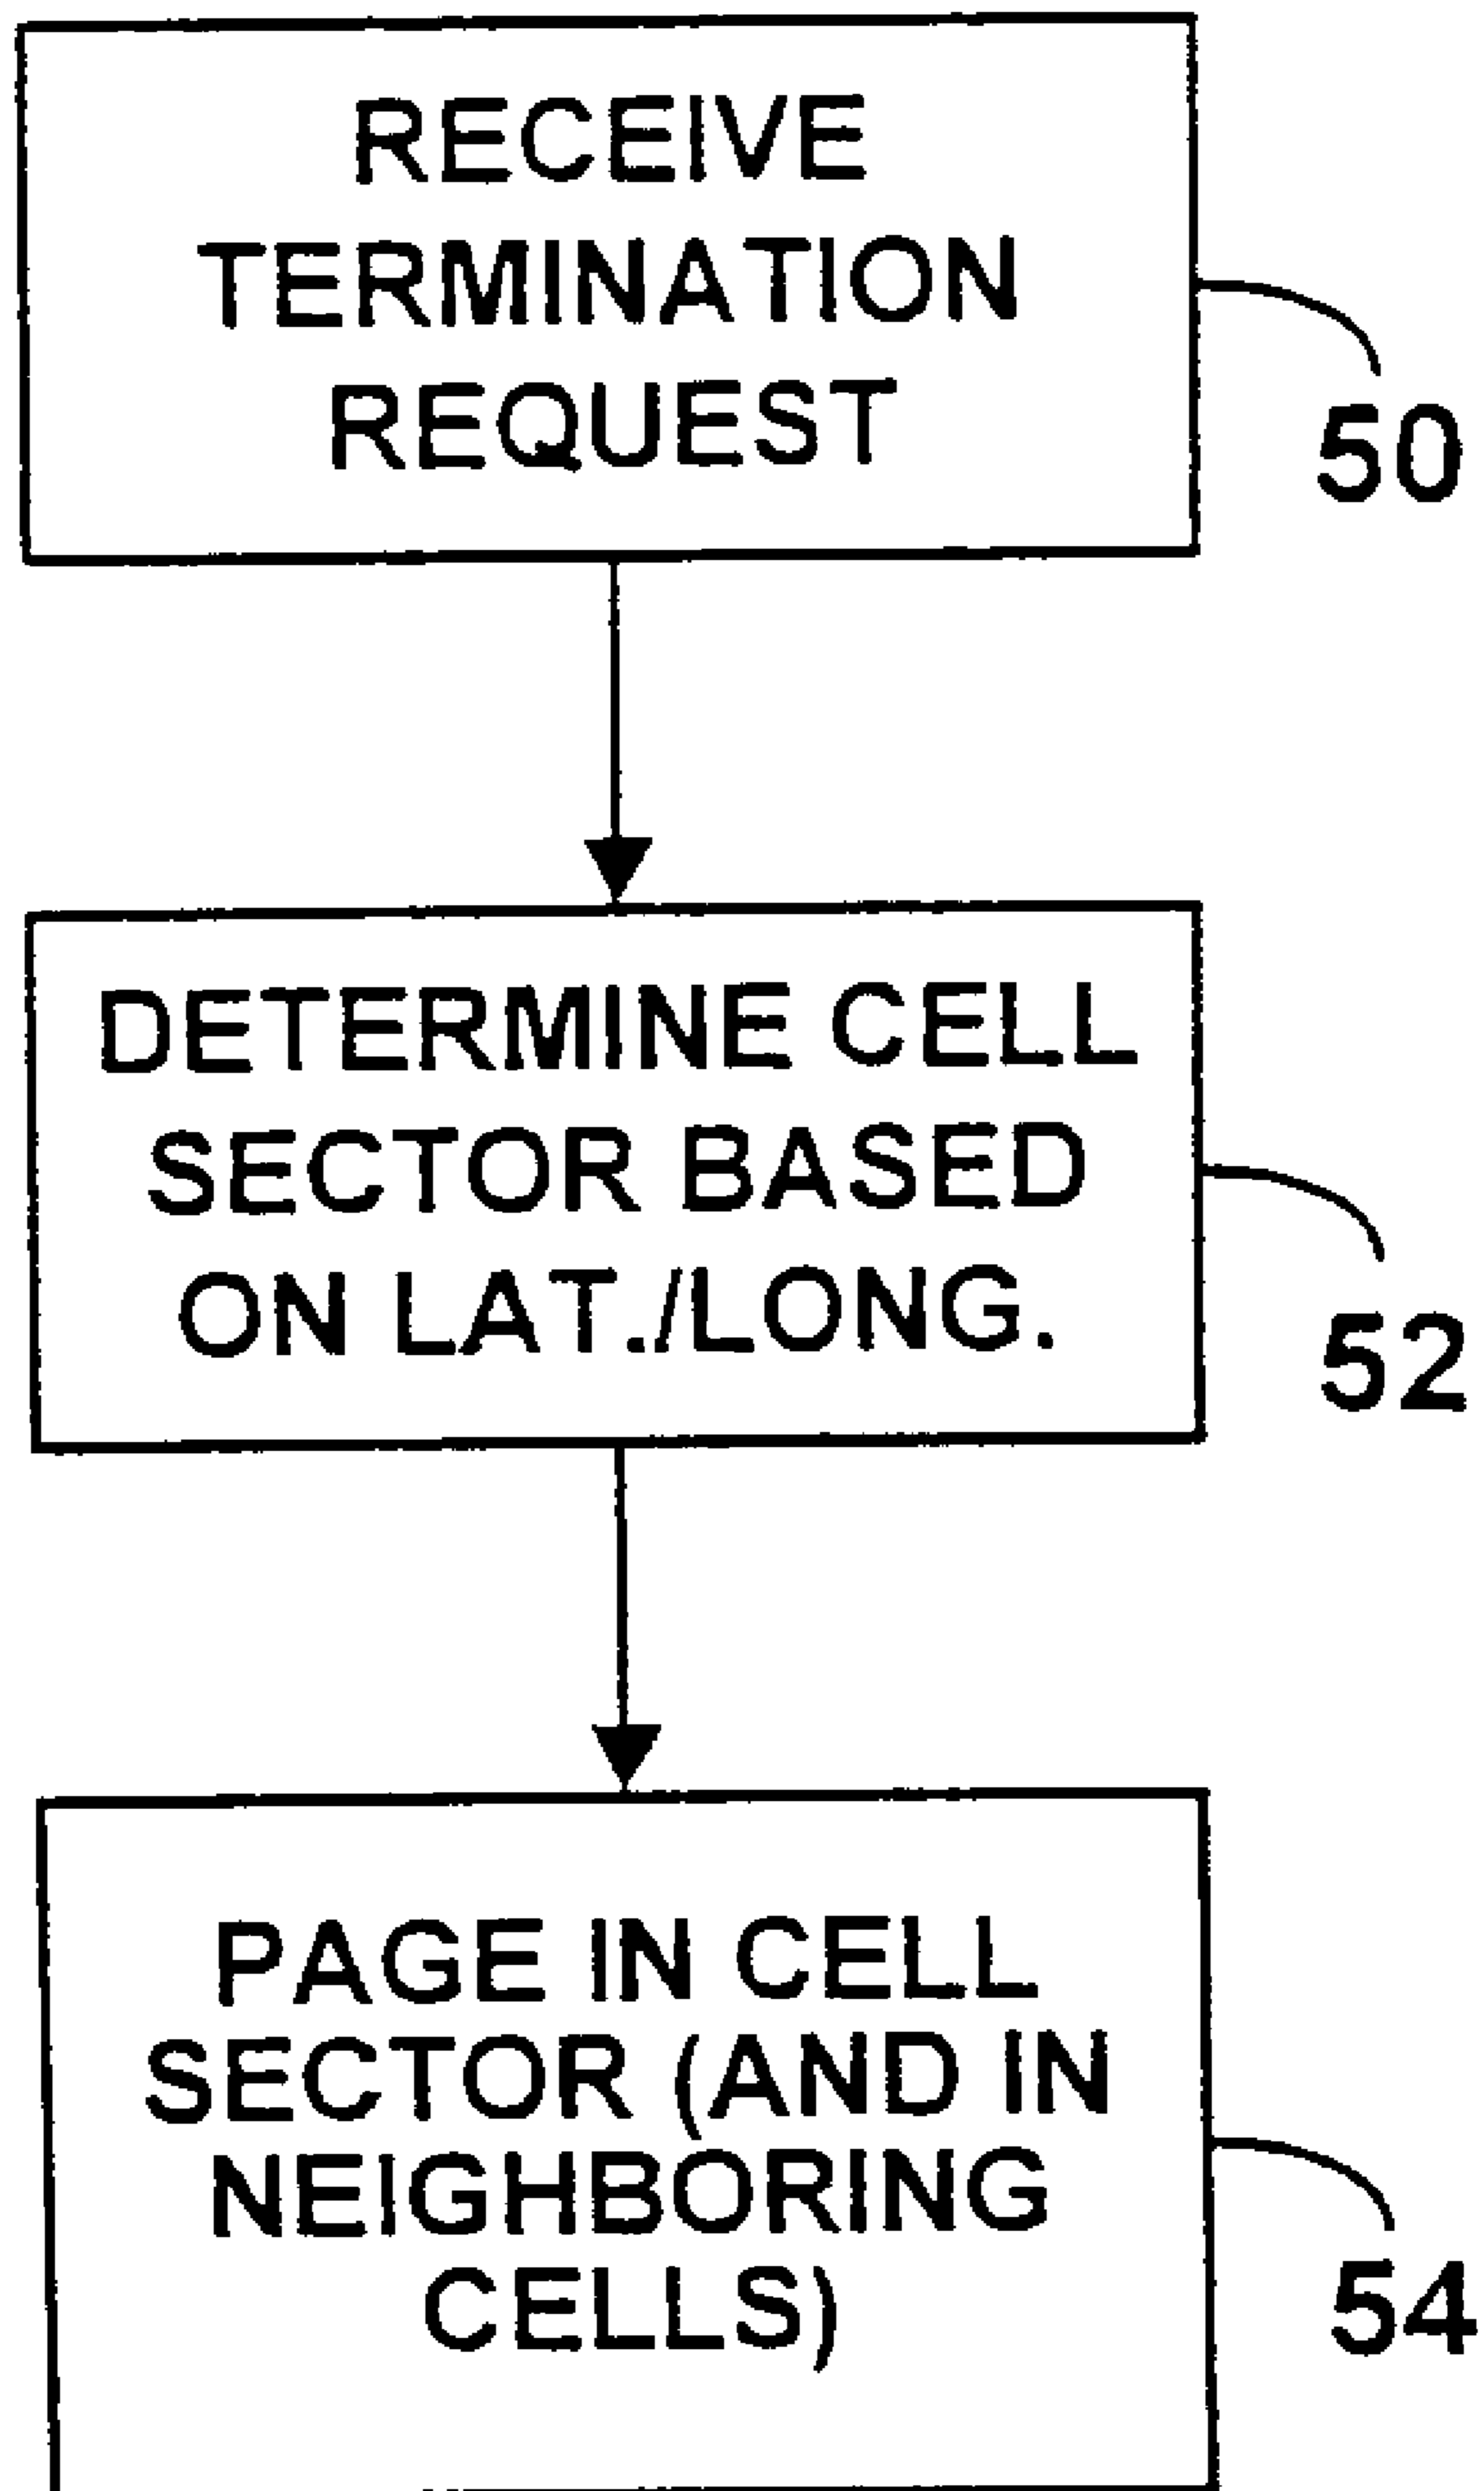 RECEIVE
TERMINATION
REQUEST
50
DETERMINE CELL
SECTOR BASED
ON LAT./LONG.
52
PAGE IN CELL
SECTOR (AND IN
NEIGHBORING
CELLS)
54